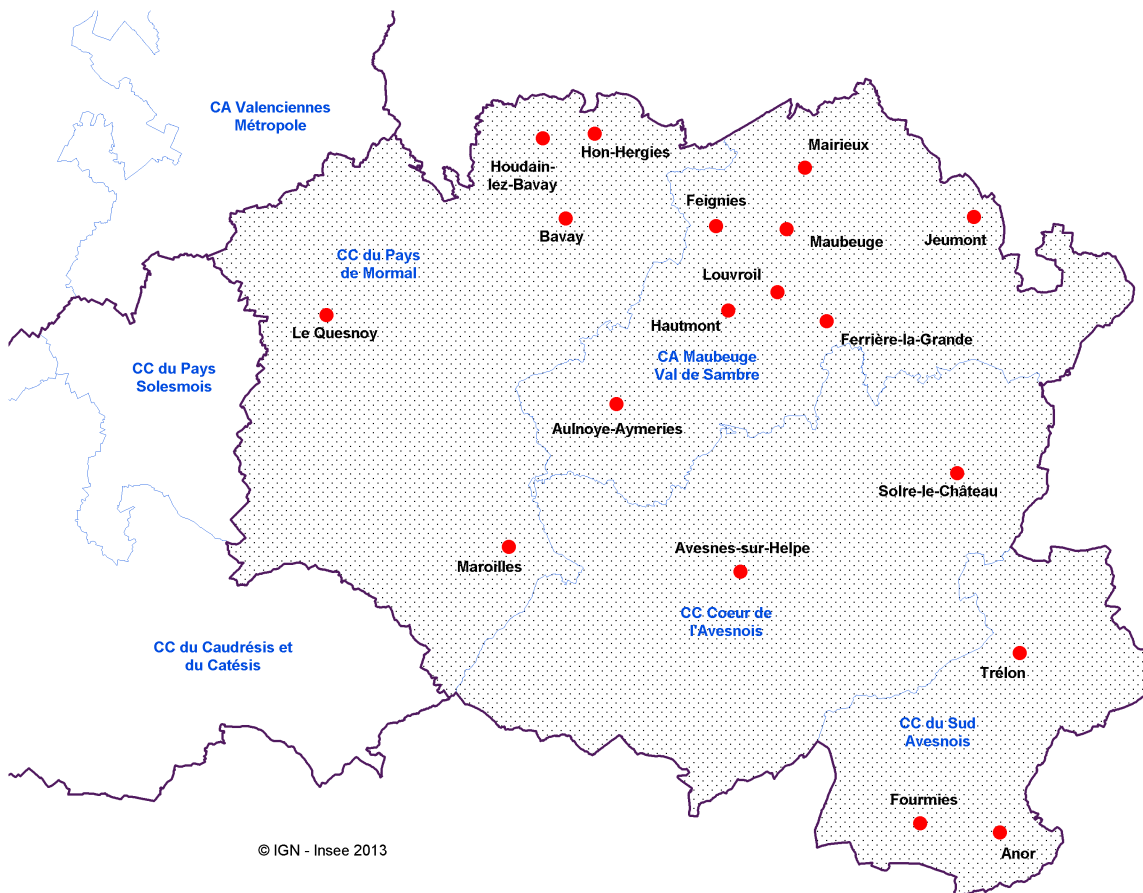 CA Valenciennes
Métropole
Hon-Hergies
Houdain-
lez-Bavay
Mairieux
Feignies
Bavay
Maubeuge
Jeumont
CC du Pays
de Mormal
Louvroil
Le Quesnoy
Hautmont
Ferrière-la-Grande
CA Maubeuge
Val de Sambre
CC du Pays
Solesmois
Aulnoye-Aymeries
Solre-le-Château
Avesnes-sur-Helpe
Maroilles
CC Coeur de
l'Avesnois
CC du Caudrésis et
du Catésis
Trélon
CC du Sud
Avesnois
Fourmies
Anor
© IGN - Insee 2013